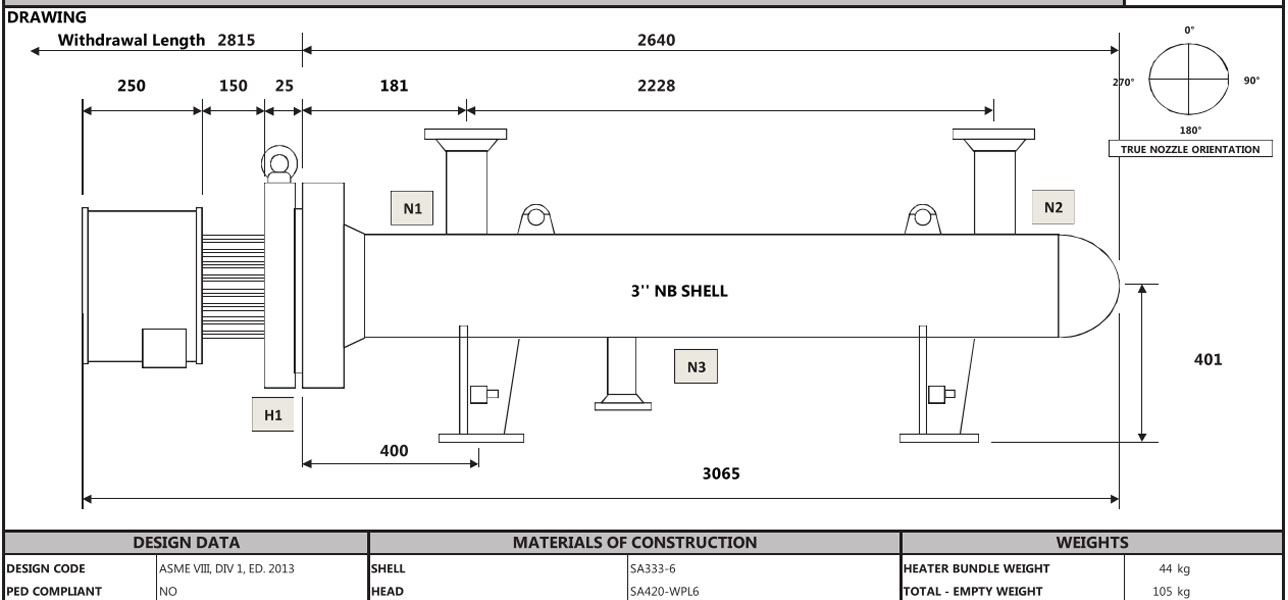 DRAWING
Withdrawal Length 2815
2640
0°
250 150 25 181 2228
270° 90°
180°
TRUE NOZZLE ORIENTATION
N1 N2
3'' NB SHELL
N3 401
H1
400
3065
DESIGN DATA MATERIALS OF CONSTRUCTION WEIGHTS
DESIGN CODE ASME VIII, DIV 1, ED. 2013 SHELL SA333-6 HEATER BUNDLE WEIGHT 44 kg
PED COMPLIANT NO HEAD SA420-WPL6 TOTAL - EMPTY WEIGHT 105 kg